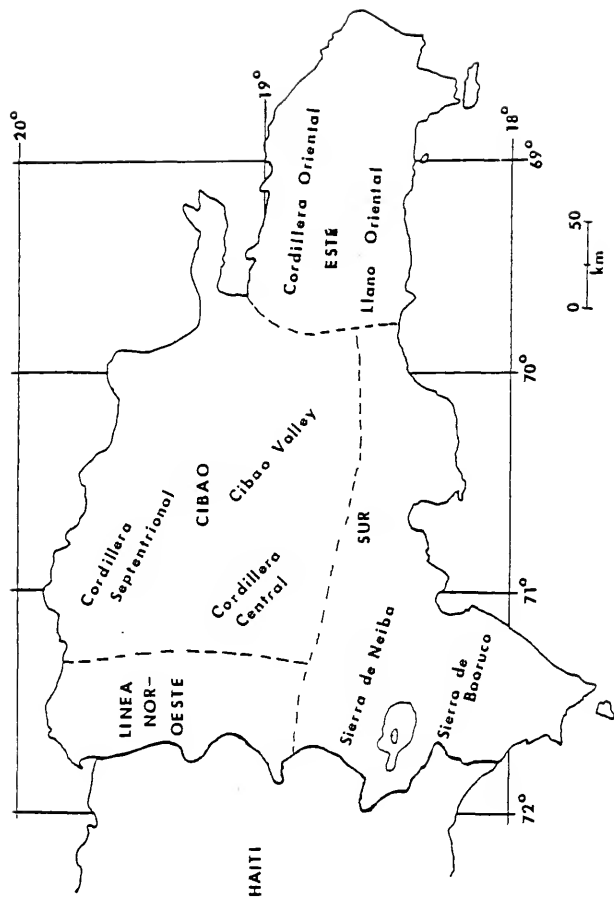 20°
19°
18°
Cordillera
Septentrional
CIBAO
Cibao Valley
Cordillera
Central
LINEA
NOR-
OESTE
HAITI
Cordillera Oriental
ESTE
Llano Oriental
SUR
Sierra de Neiba
Sierra de
Baoruco
72°
71°
70°
69°
0 50
km